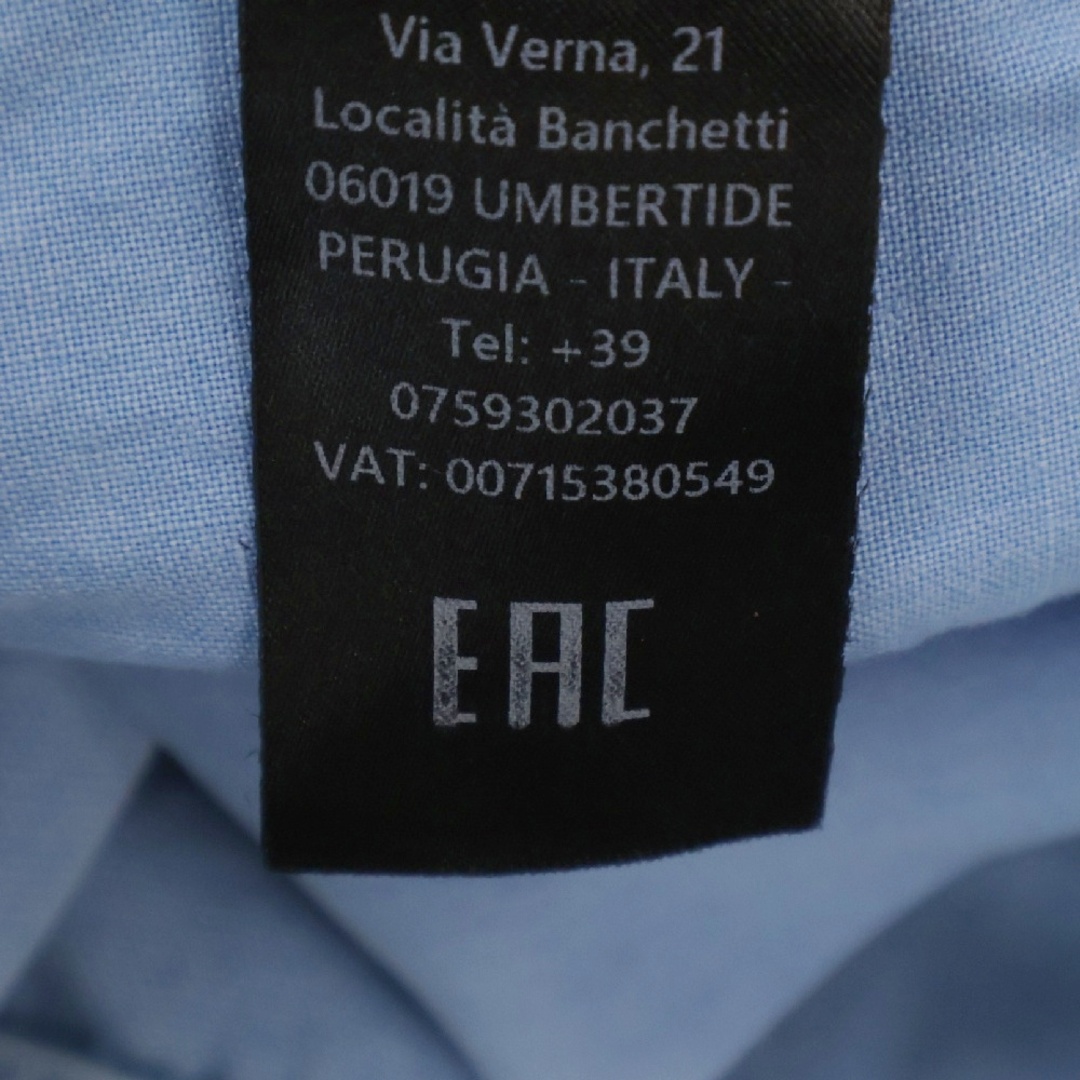 Via Verna, 21
Località Banchetti
06019 UMBERTIDE
PERUGIA - ITALY -
Tel: +39
0759302037
VAT: 00715380549
EAC